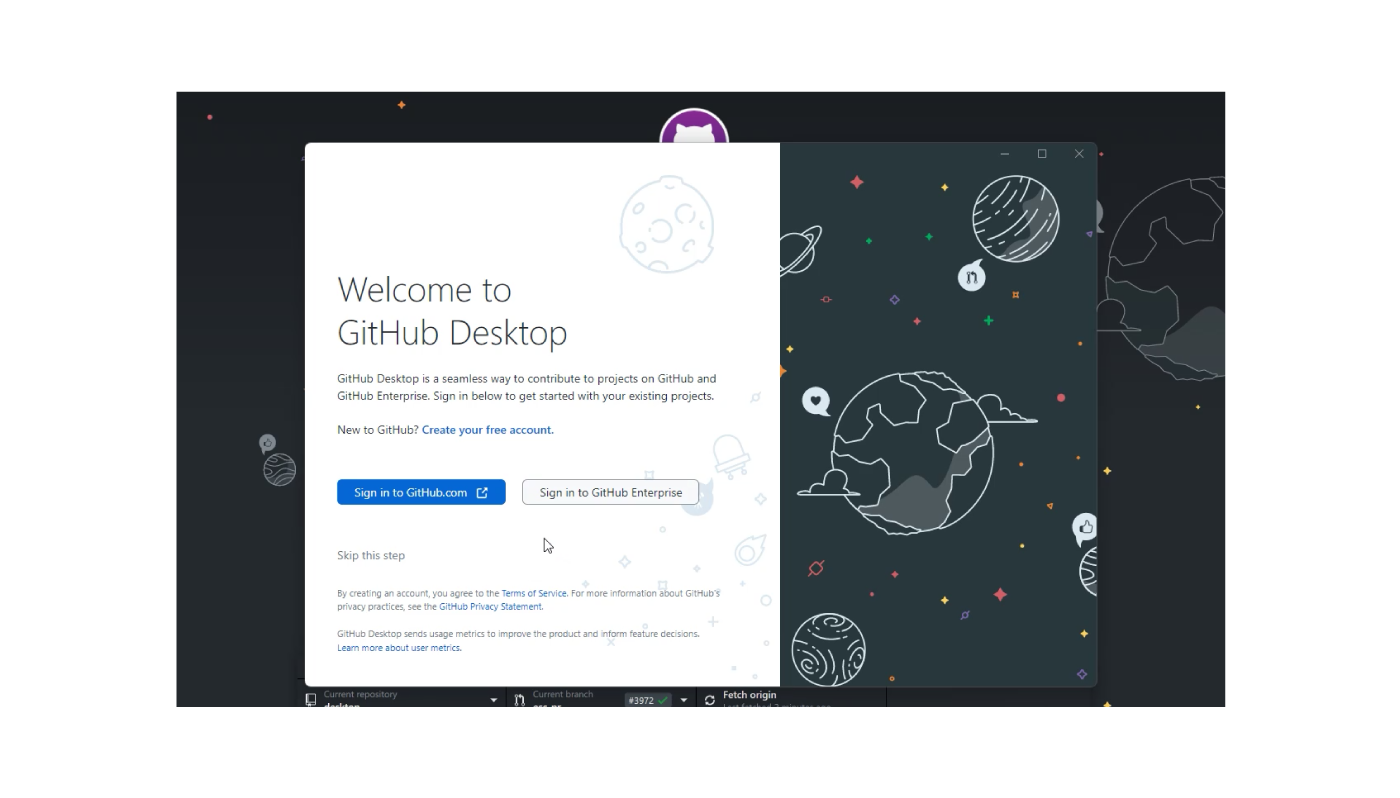 Welcome to
GitHub Desktop
GitHub Desktop is a seamless way to contribute to projects on GitHub and
GitHub Enterprise. Sign in below to get started with your existing projects.
New to GitHub? Create your free account.
Sign in to GitHub.com
Sign in to GitHub Enterprise
Skip this step
By creating an account, you agree to the Terms of Service. For more information about GitHub's
privacy practices, see the GitHub Privacy Statement.
GitHub Desktop sends usage metrics to improve the product and inform feature decisions.
Learn more about user metrics.
Current repository
desktop
Current branch
#3972
Fetch origin